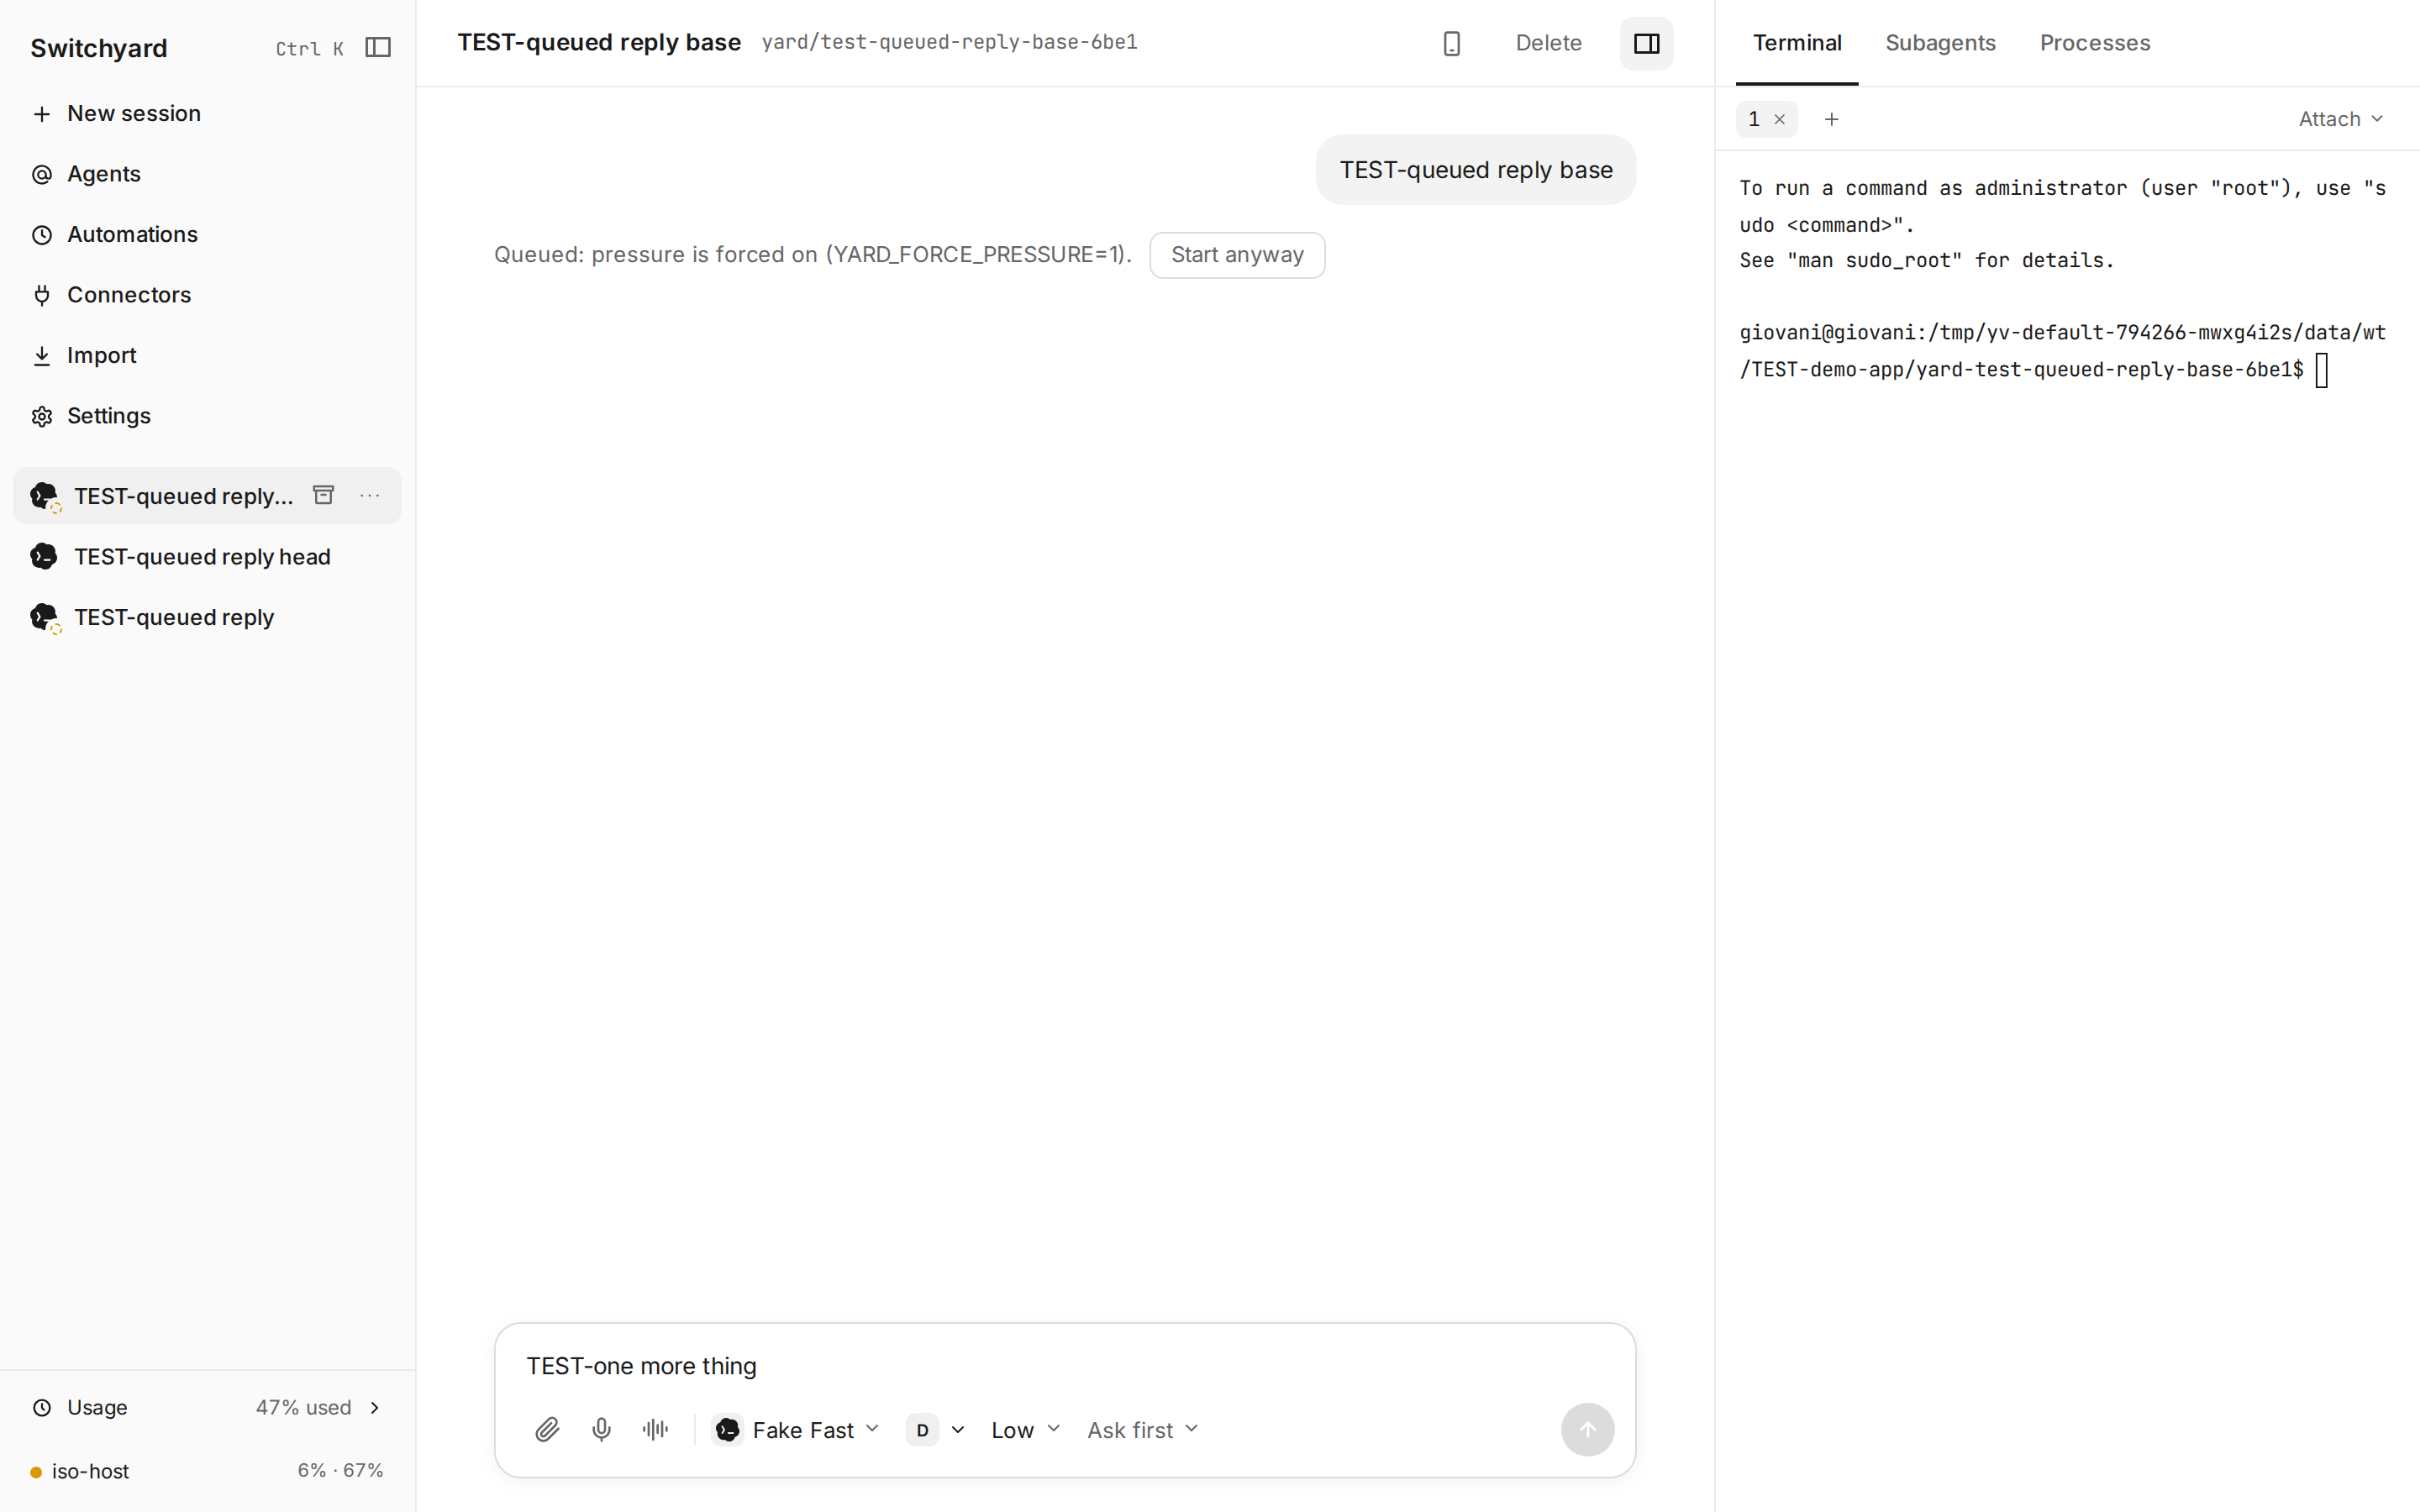 Switchyard
Ctrl K
New session
Agents
Automations
Connectors
Import
Settings
TEST-queued reply...
TEST-queued reply head
TEST-queued reply
Usage 47% used
iso-host 6% · 67%
TEST-queued reply base yard/test-queued-reply-base-6be1
Delete
TEST-queued reply base
Queued: pressure is forced on (YARD_FORCE_PRESSURE=1). Start anyway
TEST-one more thing
Fake Fast D Low Ask first
Terminal Subagents Processes
1 Attach
To run a command as administrator (user "root"), use "s
udo <command>".
See "man sudo_root" for details.
giovani@giovani:/tmp/yv-default-794266-mwxg4i2s/data/wt
/TEST-demo-app/yard-test-queued-reply-base-6be1$